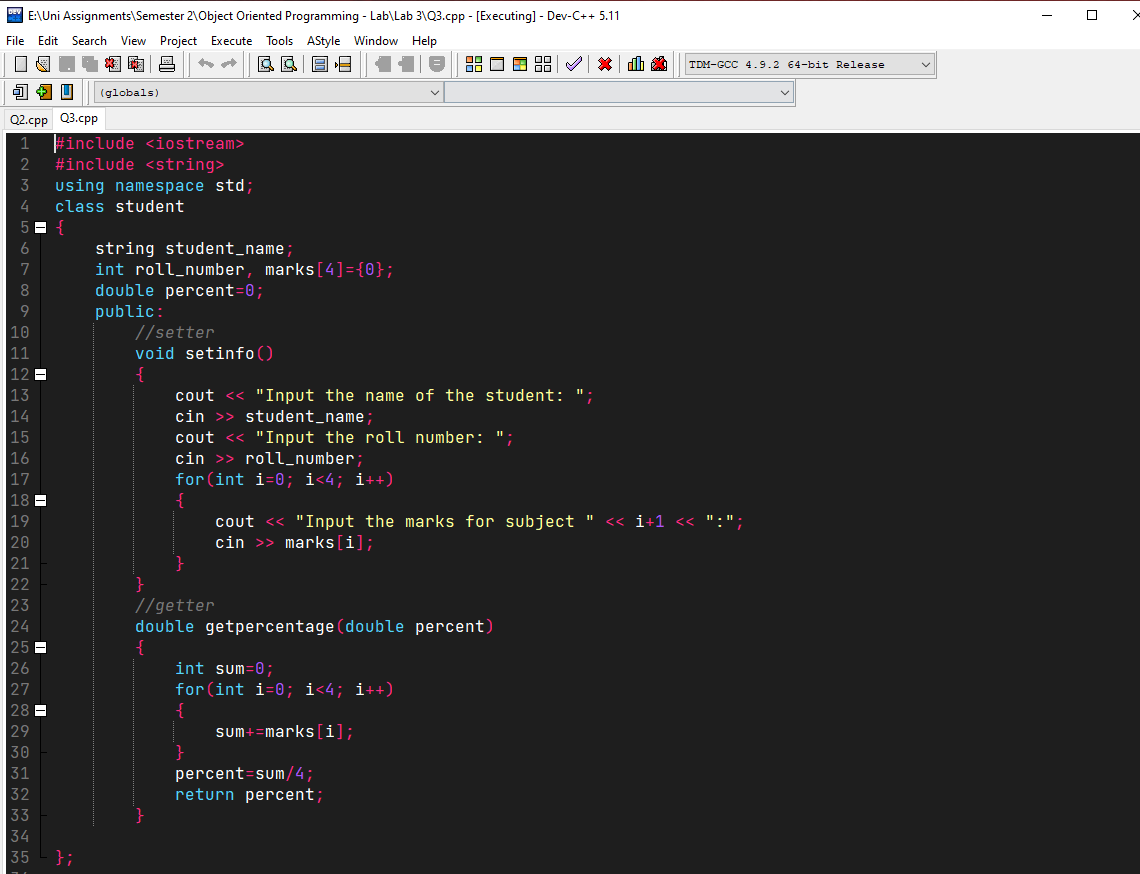 E:\Uni Assignments\Semester 2\Object Oriented Programming - Lab\Lab 3\Q3.cpp - [Executing] - Dev-C++ 5.11
File Edit Search View Project Execute Tools AStyle Window Help
TDM-GCC 4.9.2 64-bit Release
(globals)
Q2.cpp Q3.cpp
1 #include <iostream>
2 #include <string>
3 using namespace std;
4 class student
5 {
6 string student_name;
7 int roll_number, marks[4]={0};
8 double percent=0;
9 public:
10 //setter
11 void setinfo()
12 {
13 cout << "Input the name of the student: ";
14 cin >> student_name;
15 cout << "Input the roll number: ";
16 cin >> roll_number;
17 for(int i=0; i<4; i++)
18 {
19 cout << "Input the marks for subject " << i+1 << ":";
20 cin >> marks[i];
21 }
22 }
23 //getter
24 double getpercentage(double percent)
25 {
26 int sum=0;
27 for(int i=0; i<4; i++)
28 {
29 sum+=marks[i];
30 }
31 percent=sum/4;
32 return percent;
33 }
34
35 };